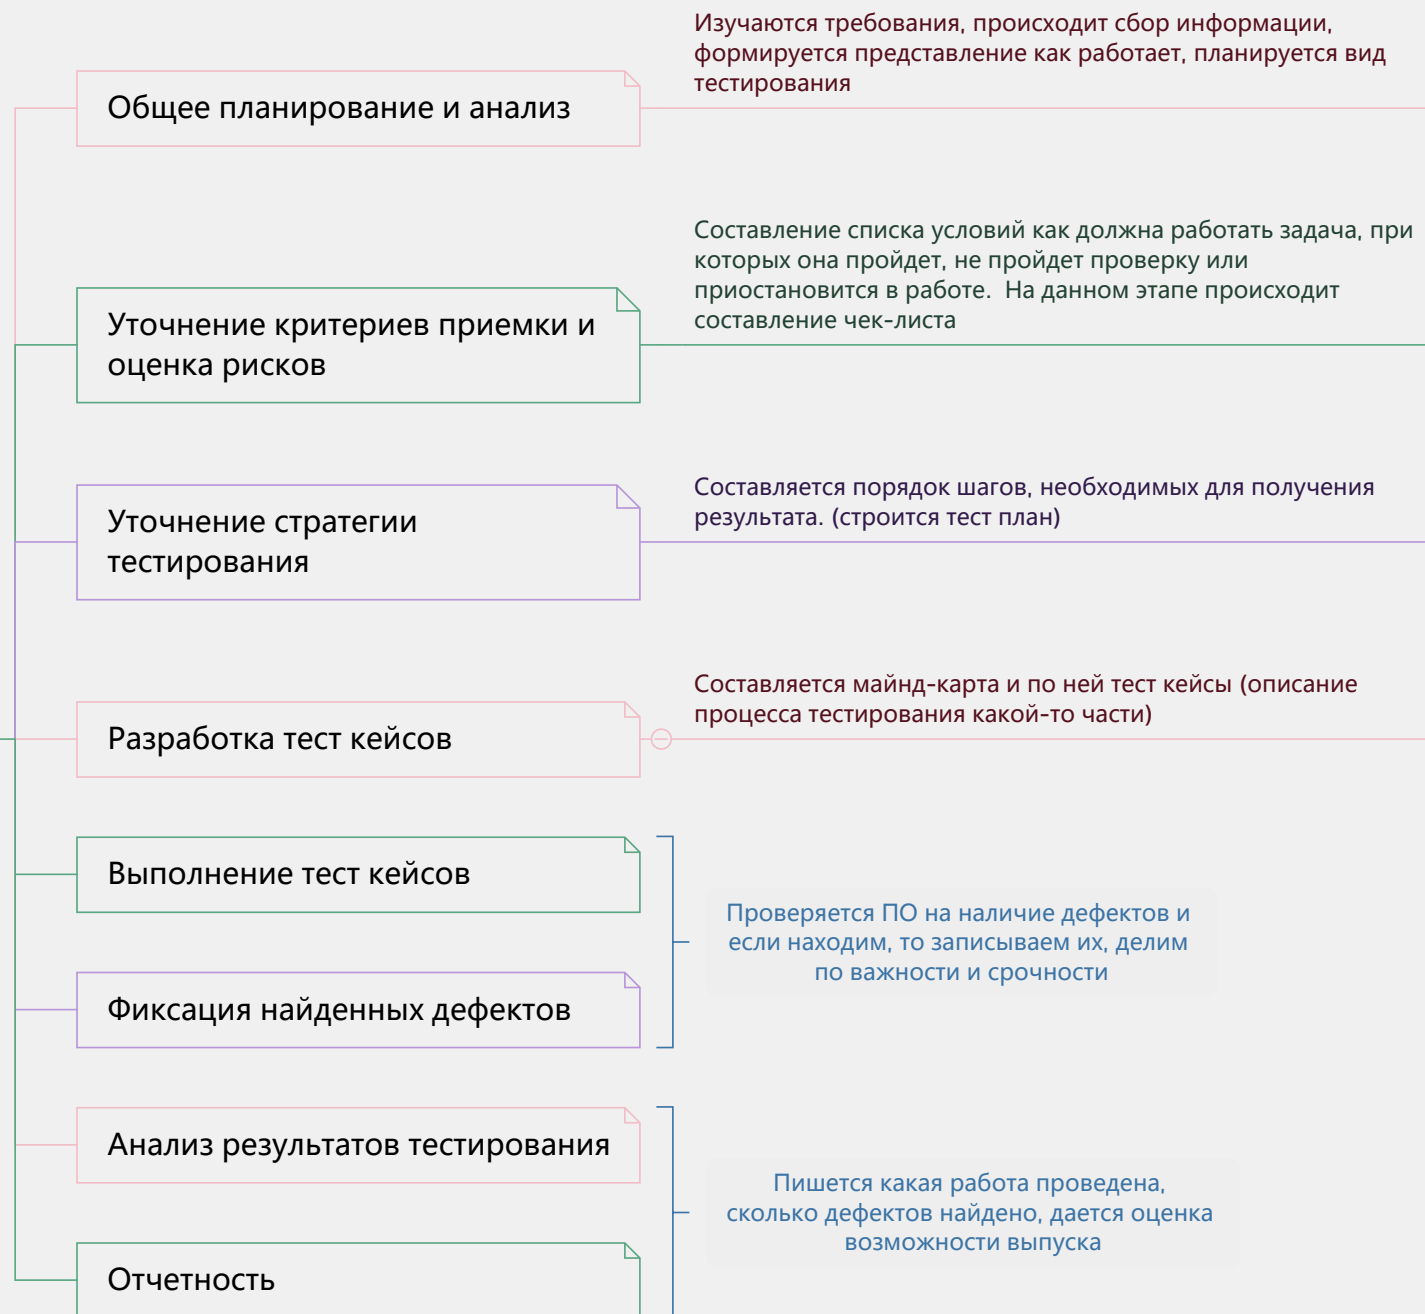 Изучаются требования, происходит сбор информации,
формируется представление как работает, планируется вид
тестирования
Общее планирование и анализ
Составление списка условий как должна работать задача, при
которых она пройдет, не пройдет проверку или
приостановится в работе.  На данном этапе происходит
составление чек-листа
Уточнение критериев приемки и
оценка рисков
Составляется порядок шагов, необходимых для получения
результата. (строится тест план)
Уточнение стратегии
тестирования
Составляется майнд-карта и по ней тест кейсы (описание
процесса тестирования какой-то части)
Разработка тест кейсов
Выполнение тест кейсов
Проверяется ПО на наличие дефектов и
если находим, то записываем их, делим
по важности и срочности
Фиксация найденных дефектов
Анализ результатов тестирования
Пишется какая работа проведена,
сколько дефектов найдено, дается оценка
возможности выпуска
Отчетность